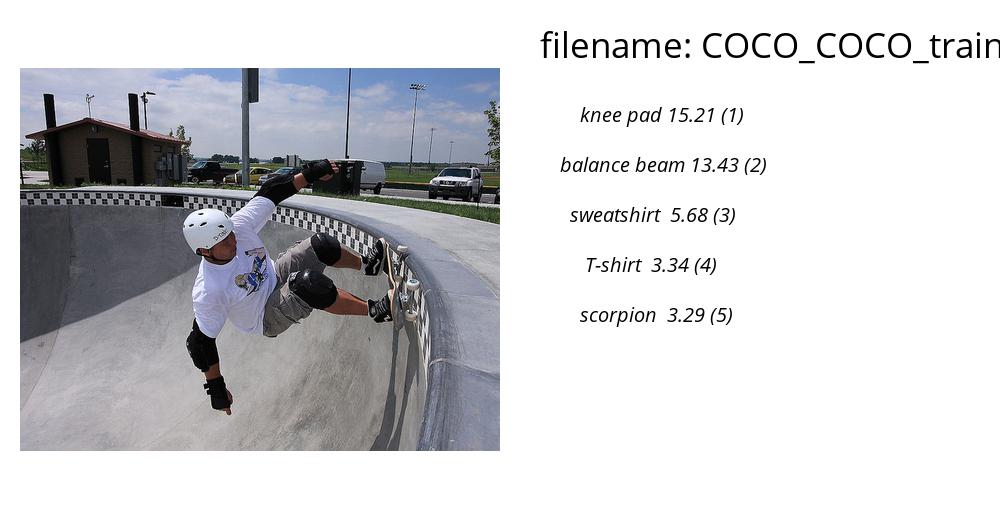 filename: COCO_COCO_train
knee pad 15.21 (1)
balance beam 13.43 (2)
sweatshirt 5.68 (3)
T-shirt 3.34 (4)
scorpion 3.29 (5)